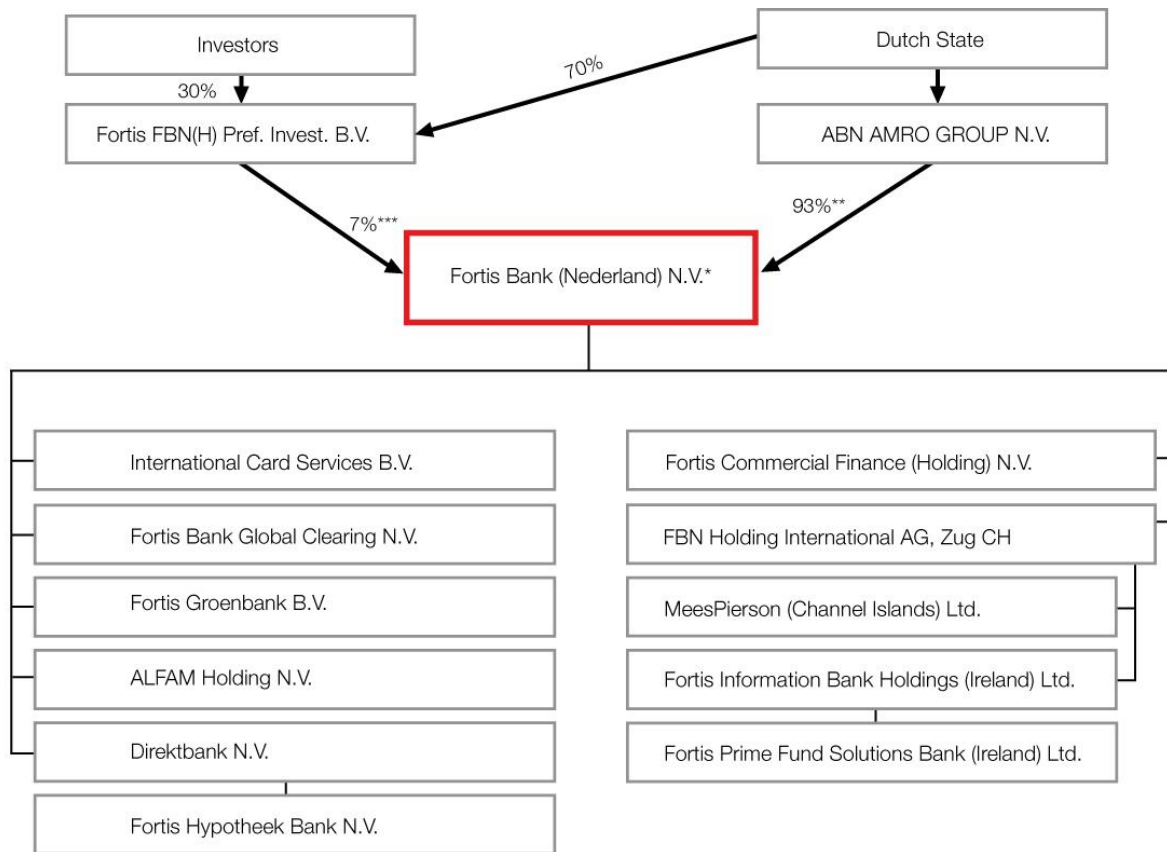 Investors
Dutch State
70%
30%
Fortis FBN(H) Pref. Invest. B.V.
ABN AMRO GROUP N.V.
7%***
93%**
Fortis Bank (Nederland) N.V.*
International Card Services B.V.
Fortis Bank Global Clearing N.V.
Fortis Groenbank B.V.
ALFAM Holding N.V.
Direktbank N.V.
Fortis Hypotheek Bank N.V.
Fortis Commercial Finance (Holding) N.V.
FBN Holding International AG, Zug CH
MeesPierson (Channel Islands) Ltd.
Fortis Information Bank Holdings (Ireland) Ltd.
Fortis Prime Fund Solutions Bank (Ireland) Ltd.